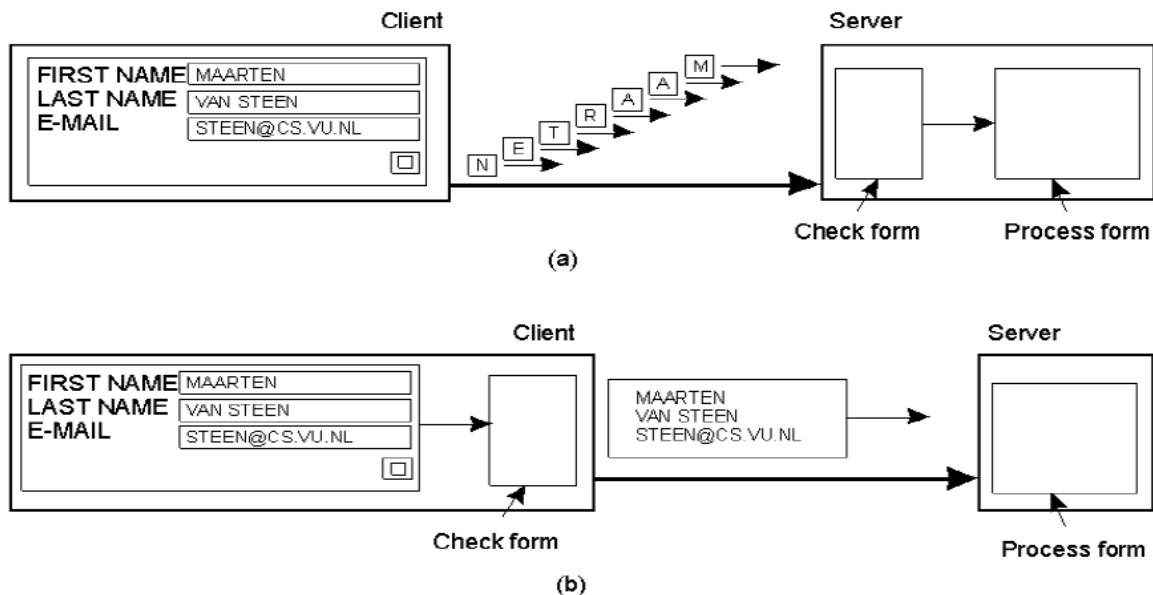 Client
Server
FIRST NAME MAARTEN
LAST NAME VAN STEEN
E-MAIL STEEN@CS.VU.NL
N E T R A A M
Check form
Process form
(a)
Client
Server
FIRST NAME MAARTEN
LAST NAME VAN STEEN
E-MAIL STEEN@CS.VU.NL
MAARTEN
VAN STEEN
STEEN@CS.VU.NL
Check form
Process form
(b)